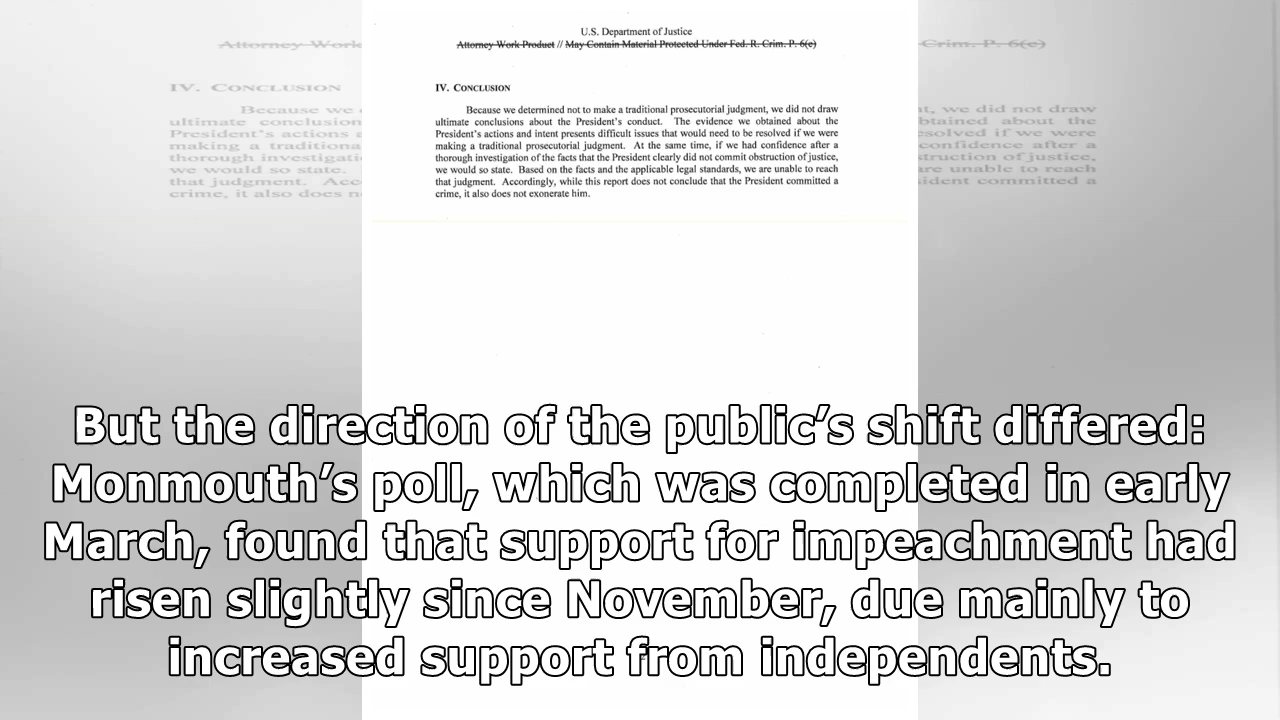 U.S. Department of Justice
Attorney Work Product // May Contain Material Protected Under Fed. R. Crim. P. 6(e)
IV. CONCLUSION
Because we determined not to make a traditional prosecutorial judgment, we did not draw
ultimate conclusions about the President's conduct. The evidence we obtained about the
President's actions and intent presents difficult issues that would need to be resolved if we were
making a traditional prosecutorial judgment. At the same time, if we had confidence after a
thorough investigation of the facts that the President clearly did not commit obstruction of justice,
we would so state. Based on the facts and the applicable legal standards, we are unable to reach
that judgment. Accordingly, while this report does not conclude that the President committed a
crime, it also does not exonerate him.
But the direction of the public’s shift differed:
Monmouth’s poll, which was completed in early
March, found that support for impeachment had
risen slightly since November, due mainly to
increased support from independents.